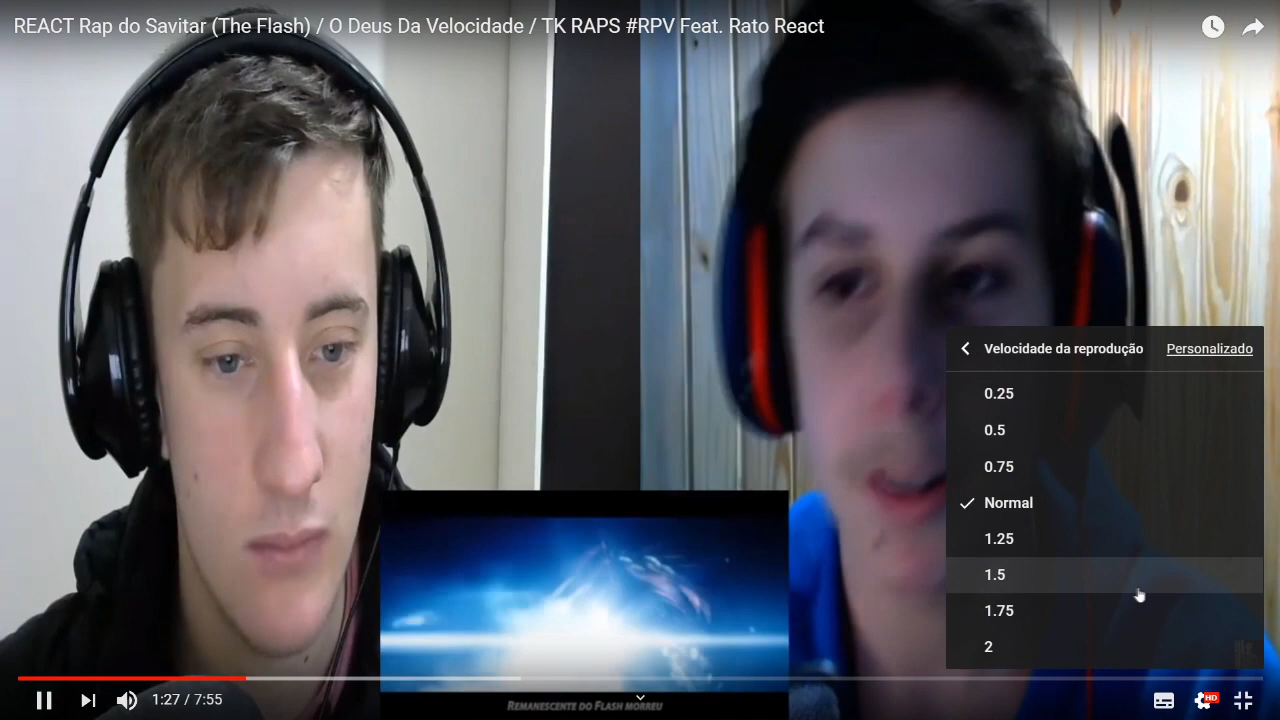 REACT Rap do Savitar (The Flash) / O Deus Da Velocidade / TK RAPS #RPV Feat. Rato React
Velocidade da reprodução Personalizado
0.25
0.5
0.75
Normal
1.25
1.5
1.75
2
1:27 / 7:55
HD
REMANESCENTE DO FLASH MORREU